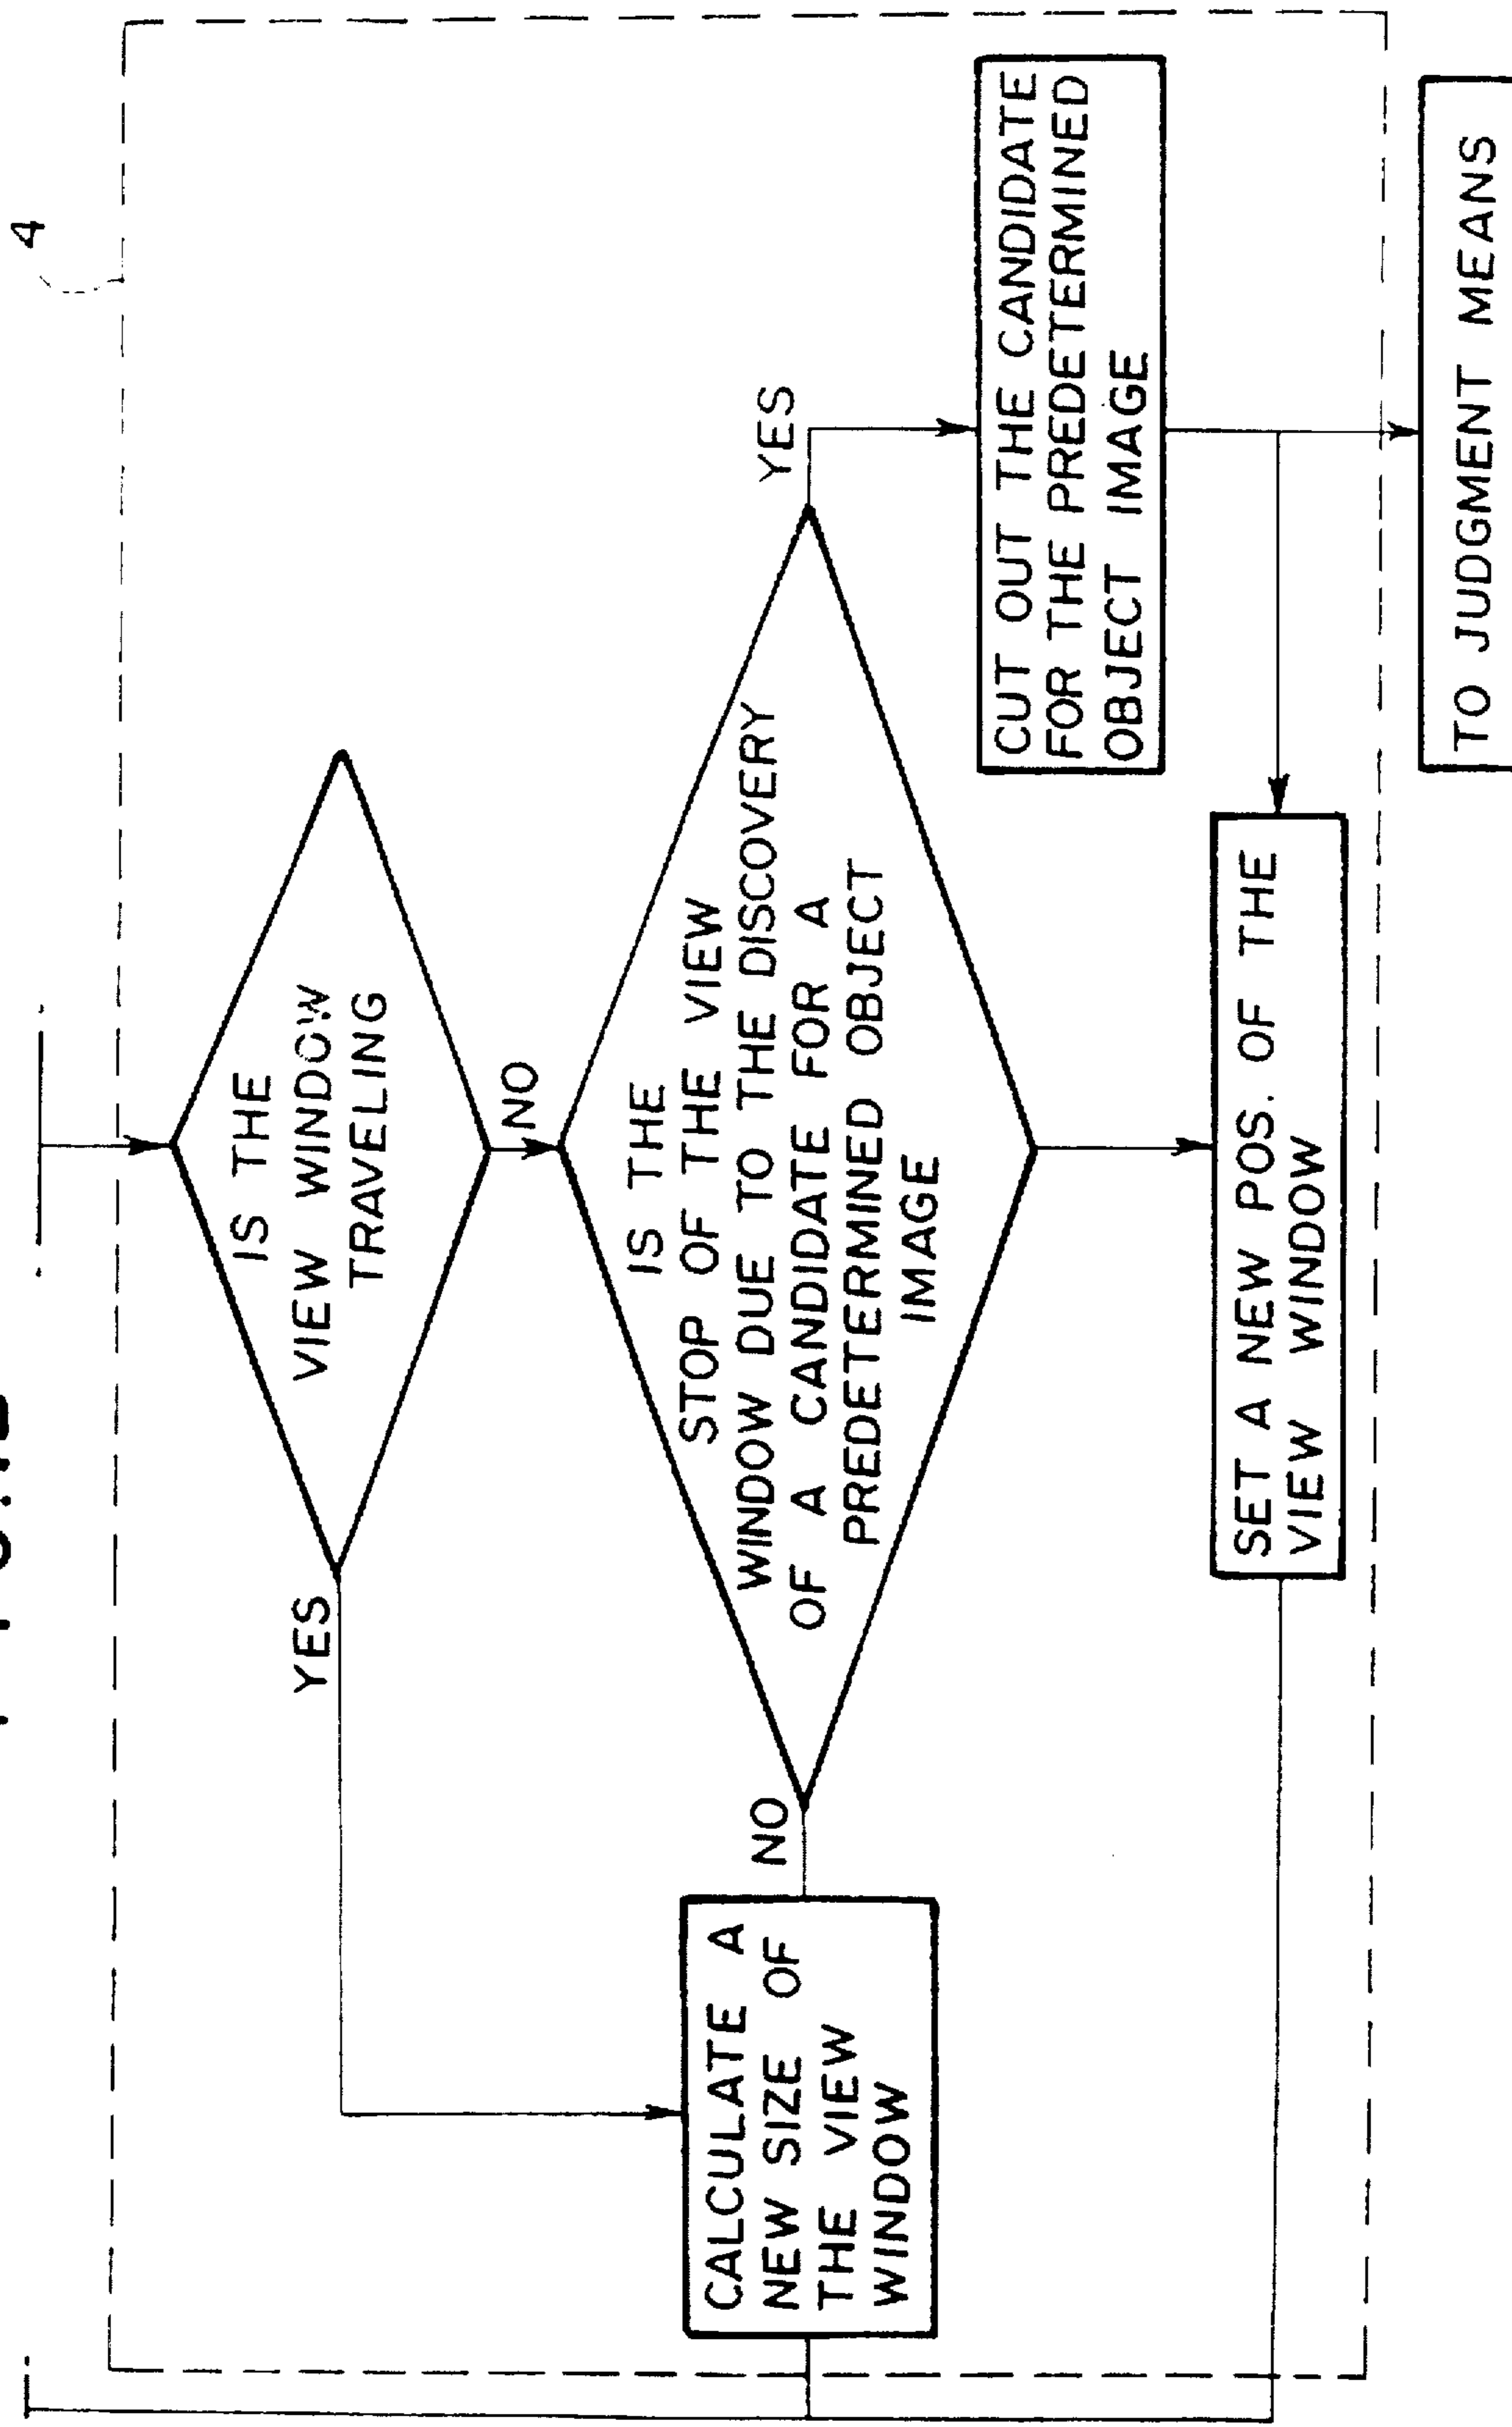 4
IS THE
VIEW WINDOW
TRAVELING
YES
NO
IS THE
STOP OF THE VIEW
WINDOW DUE TO THE DISCOVERY
OF A CANDIDATE FOR A
PREDETERMINED OBJECT
IMAGE
NO
YES
CALCULATE A
NEW SIZE OF
THE VIEW
WINDOW
CUT OUT THE CANDIDATE
FOR THE PREDETERMINED
OBJECT IMAGE
SET A NEW POS. OF THE
VIEW WINDOW
TO JUDGMENT MEANS